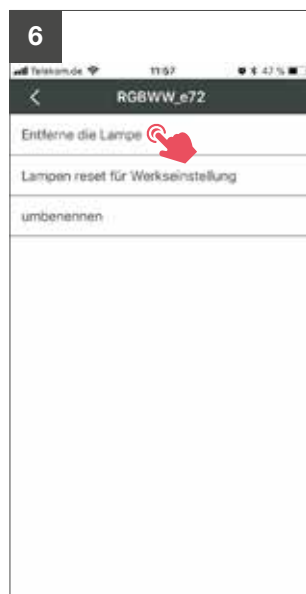 6
Telekom.de 11:57 47 %
RGBWW_e72
Entferne die Lampe
Lampen reset für Werkseinstellung
umbenennen